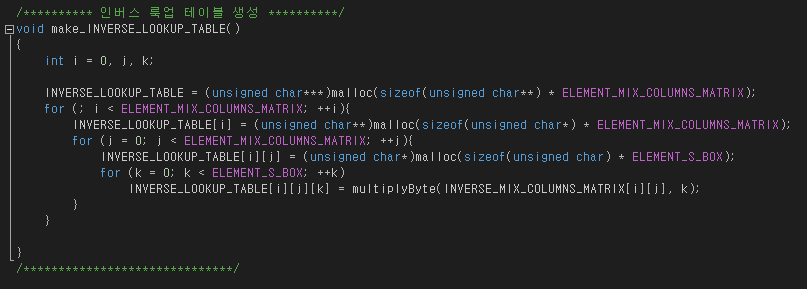 /********** 인버스 룩업 테이블 생성 **********/
void make_INVERSE_LOOKUP_TABLE()
{
    int i = 0, j, k;

    INVERSE_LOOKUP_TABLE = (unsigned char***)malloc(sizeof(unsigned char**) * ELEMENT_MIX_COLUMNS_MATRIX);
    for (; i < ELEMENT_MIX_COLUMNS_MATRIX; ++i){
        INVERSE_LOOKUP_TABLE[i] = (unsigned char**)malloc(sizeof(unsigned char*) * ELEMENT_MIX_COLUMNS_MATRIX);
        for (j = 0; j < ELEMENT_MIX_COLUMNS_MATRIX; ++j){
            INVERSE_LOOKUP_TABLE[i][j] = (unsigned char*)malloc(sizeof(unsigned char) * ELEMENT_S_BOX);
            for (k = 0; k < ELEMENT_S_BOX; ++k)
                INVERSE_LOOKUP_TABLE[i][j][k] = multiplyByte(INVERSE_MIX_COLUMNS_MATRIX[i][j], k);
        }
    }

}
/******************************/